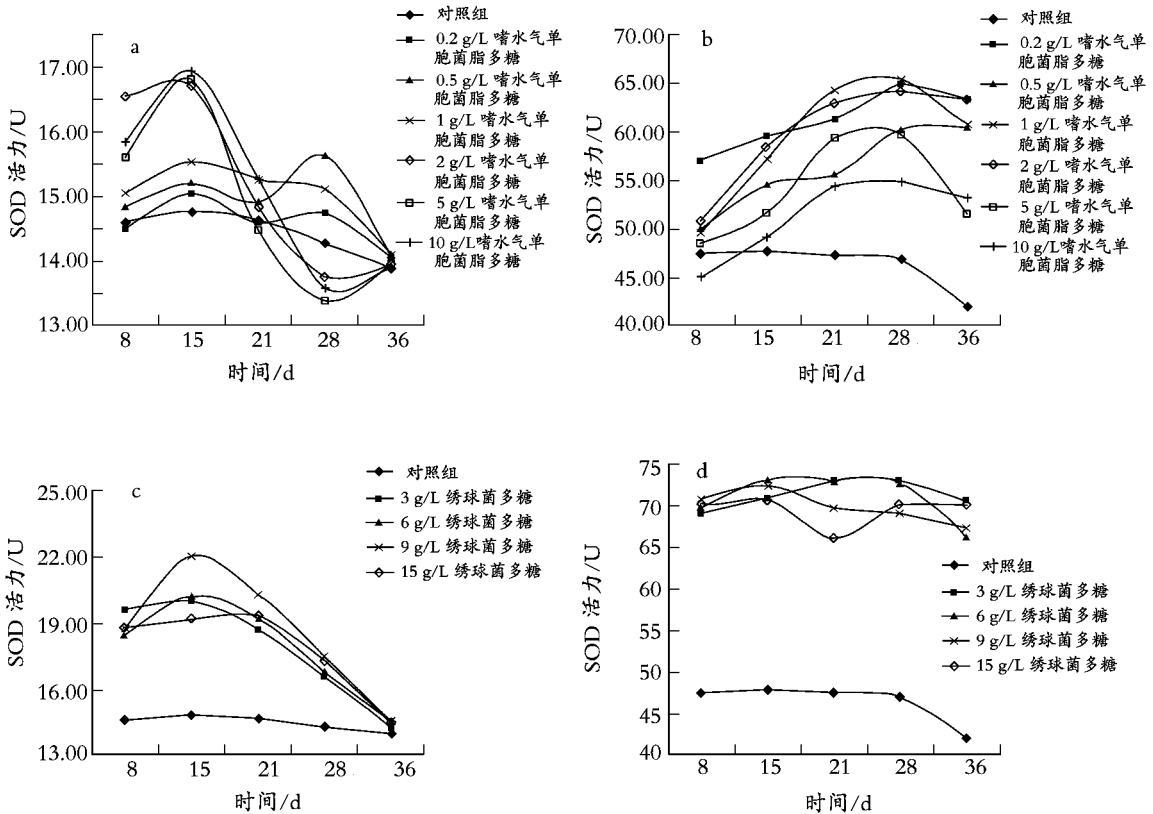 a
对照组
0.2 g/L 嗜水气单
胞菌脂多糖
0.5 g/L 嗜水气单
胞菌脂多糖
1 g/L 嗜水气单
胞菌脂多糖
2 g/L 嗜水气单
胞菌脂多糖
5 g/L 嗜水气单
胞菌脂多糖
10 g/L嗜水气单
胞菌脂多糖
17.00
16.00
15.00
14.00
13.00
SOD 活力/U
8 15 21 28 36
时间/d
b
对照组
0.2 g/L 嗜水气单
胞菌脂多糖
0.5 g/L 嗜水气单
胞菌脂多糖
1 g/L 嗜水气单
胞菌脂多糖
2 g/L 嗜水气单
胞菌脂多糖
5 g/L 嗜水气单
胞菌脂多糖
10 g/L嗜水气单
胞菌脂多糖
70.00
65.00
60.00
55.00
50.00
45.00
40.00
SOD 活力/U
8 15 21 28 36
时间/d
c
对照组
3 g/L 绣球菌多糖
6 g/L 绣球菌多糖
9 g/L 绣球菌多糖
15 g/L 绣球菌多糖
25.00
22.00
19.00
16.00
13.00
SOD 活力/U
8 15 21 28 36
时间/d
d
对照组
3 g/L 绣球菌多糖
6 g/L 绣球菌多糖
9 g/L 绣球菌多糖
15 g/L 绣球菌多糖
75
70
65
60
55
50
45
40
SOD 活力/U
8 15 21 28 36
时间/d